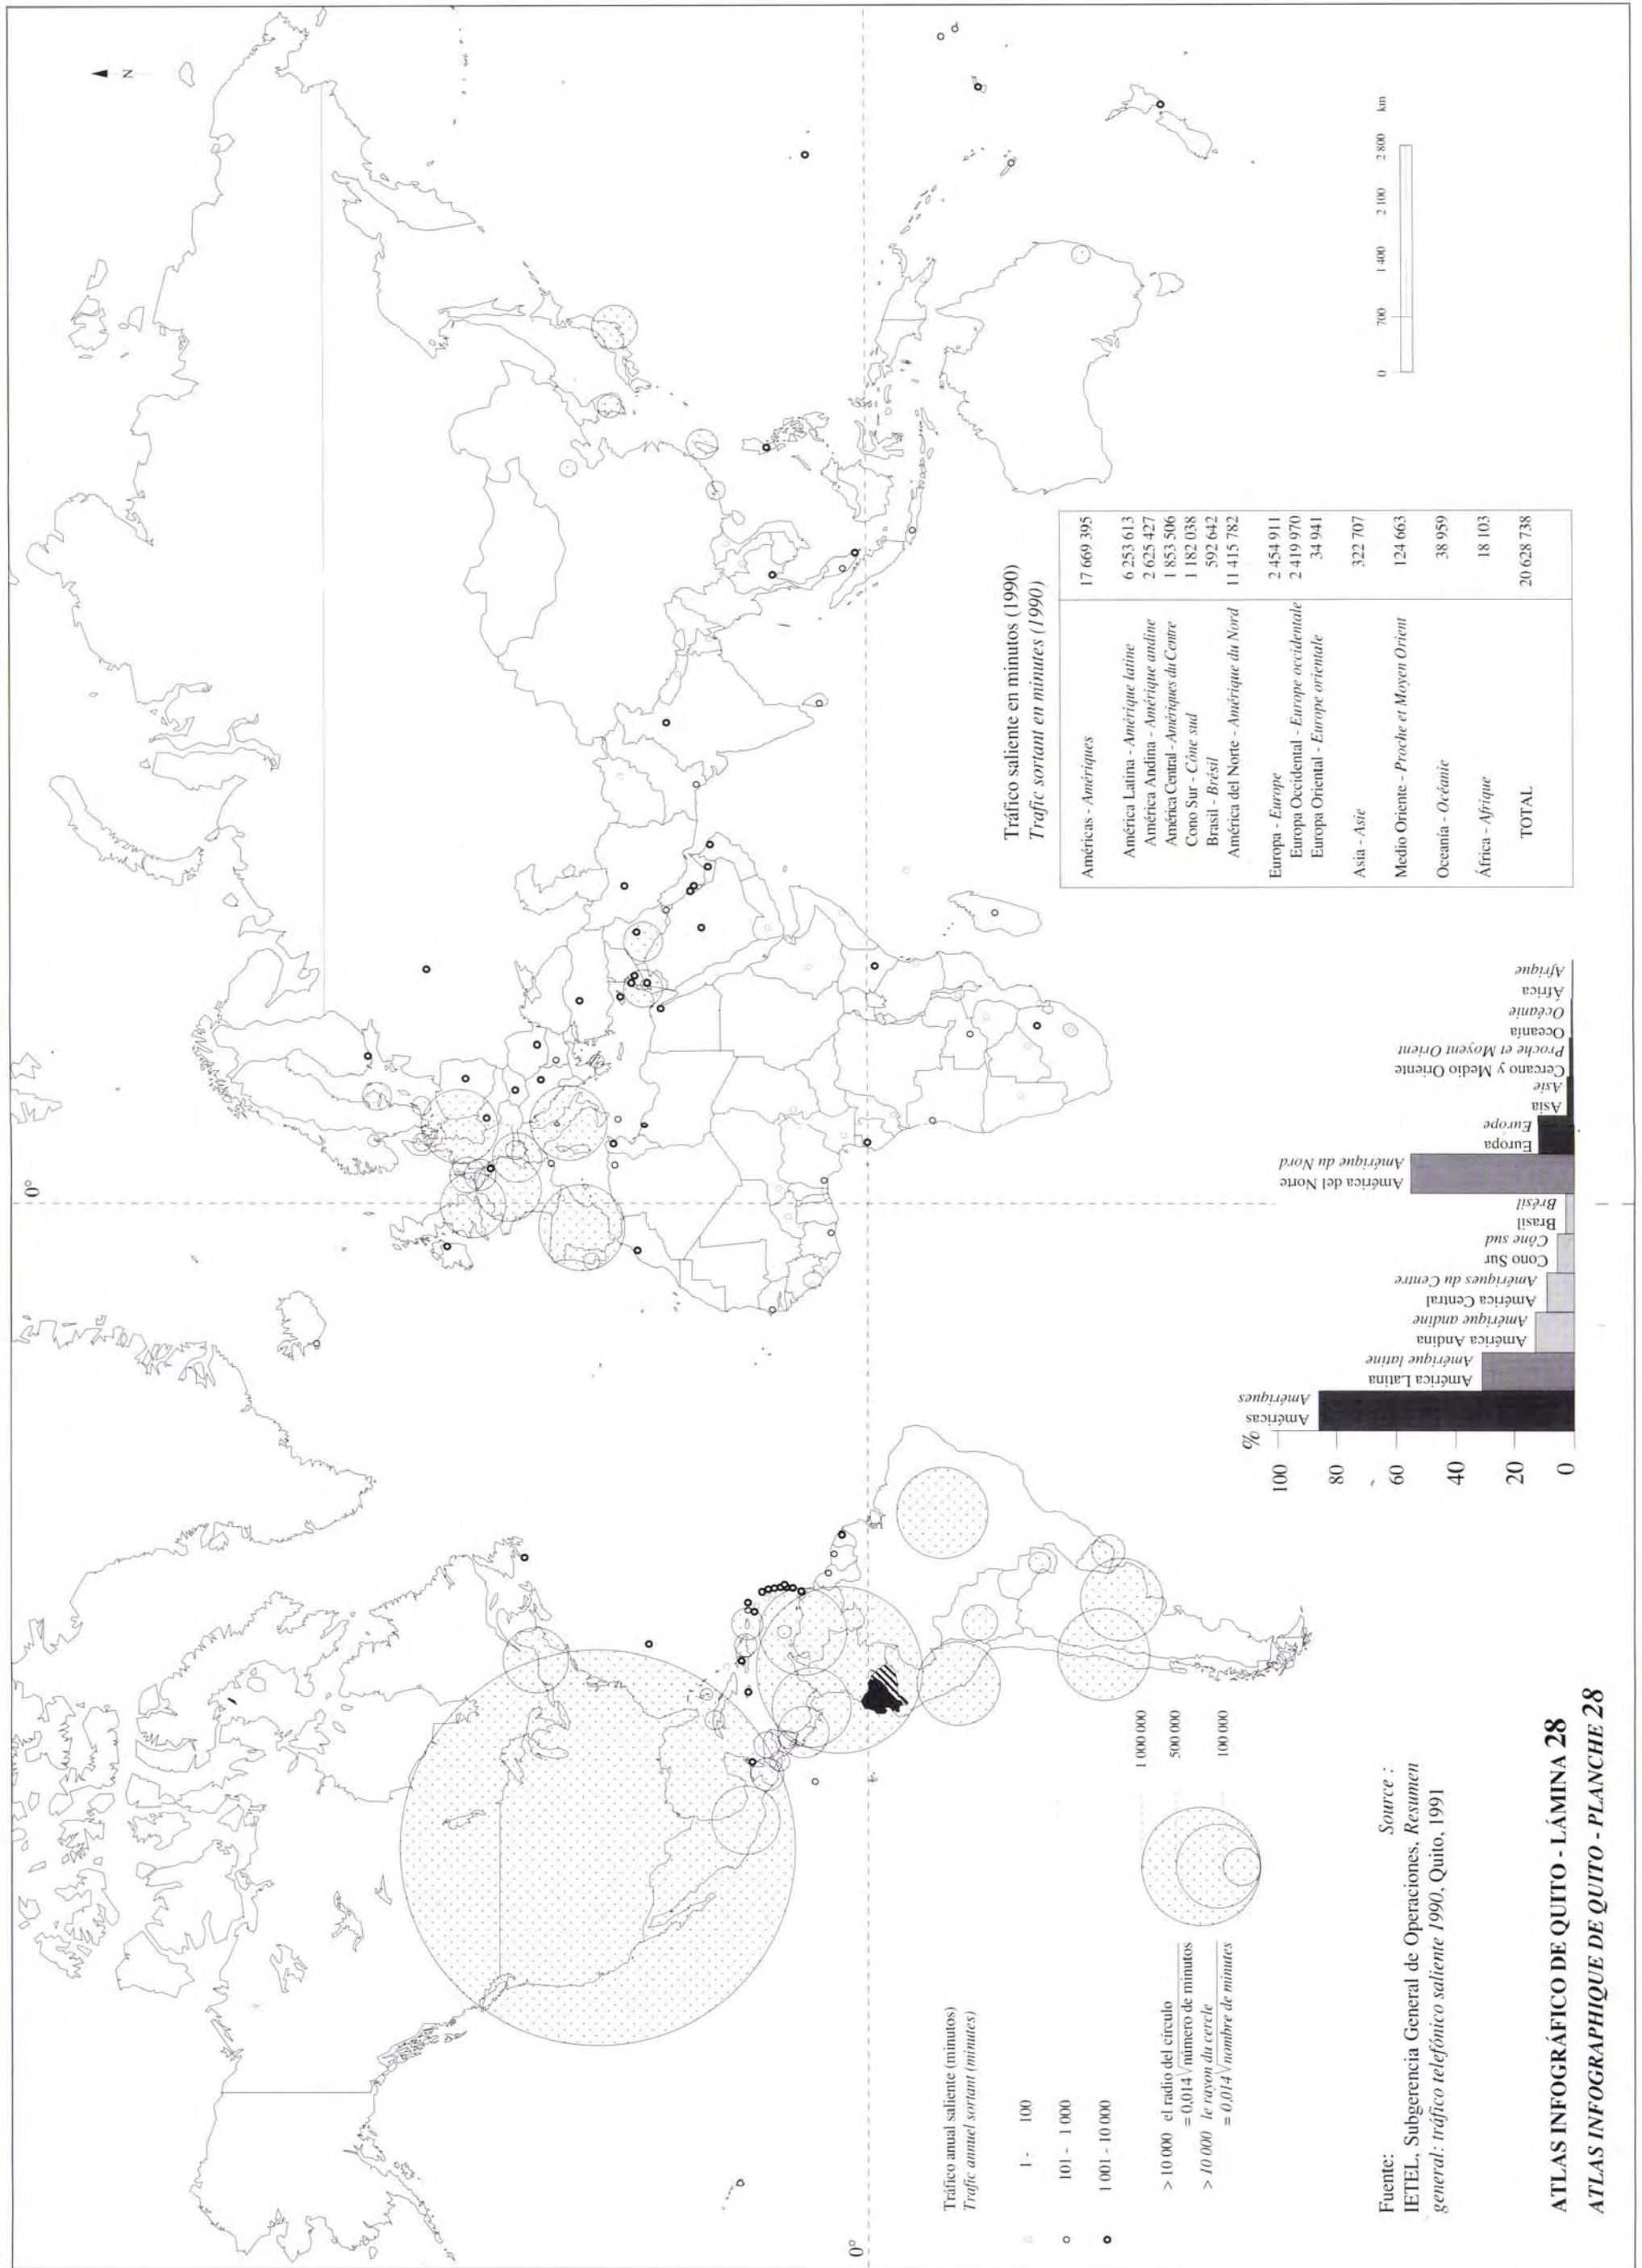 N
0°
0°
Tráfico anual saliente (minutos)
Trafic annuel sortant (minutes)
1 - 100
101 - 1 000
1 001 - 10 000
> 10 000 el radio del círculo
= 0,014 √número de minutos
> 10 000 le rayon du cercle
= 0,014 √nombre de minutes
1 000 000
500 000
100 000
Fuente: Source :
IETEL, Subgerencia General de Operaciones, Resumen
general: tráfico telefónico saliente 1990, Quito, 1991
ATLAS INFOGRÁFICO DE QUITO - LÁMINA 28
ATLAS INFOGRAPHIQUE DE QUITO - PLANCHE 28
%
100
80
60
40
20
0
Américas
Amériques
América Latina
Amérique latine
América Andina
Amérique andine
América Central
Amériques du Centre
Cono Sur
Cône sud
Brasil
Brésil
América del Norte
Amérique du Nord
Europa
Europe
Asia
Asie
Cercano y Medio Oriente
Proche et Moyent Orient
Oceanía
Océanie
África
Afrique
Tráfico saliente en minutos (1990)
Trafic sortant en minutes (1990)
Américas - Amériques 17 669 395
América Latina - Amérique latine 6 253 613
América Andina - Amérique andine 2 625 427
América Central - Amériques du Centre 1 853 506
Cono Sur - Cône sud 1 182 038
Brasil - Brésil 592 642
América del Norte - Amérique du Nord 11 415 782
Europa - Europe 2 454 911
Europa Occidental - Europe occidentale 2 419 970
Europa Oriental - Europe orientale 34 941
Asia - Asie 322 707
Medio Oriente - Proche et Moyen Orient 124 663
Oceanía - Océanie 38 959
África - Afrique 18 103
TOTAL 20 628 738
0 700 1 400 2 100 2 800 km